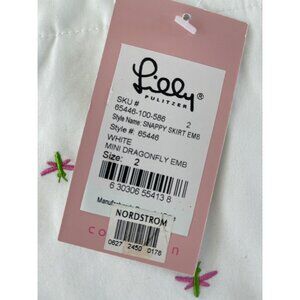 Lilly®
PULITZER
SKU #
65446-100-586 2
Style Name: SNAPPY SKIRT EMB
Style #: 65446
WHITE
MINI DRAGONFLY EMB
Size: 2
6 30306 55413 8
NORDSTROM
co n
0627 2450 0176